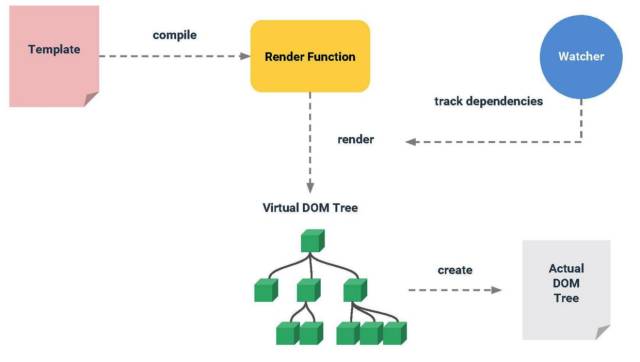 Template
compile
Render Function
Watcher
track dependencies
render
Virtual DOM Tree
create
Actual
DOM
Tree